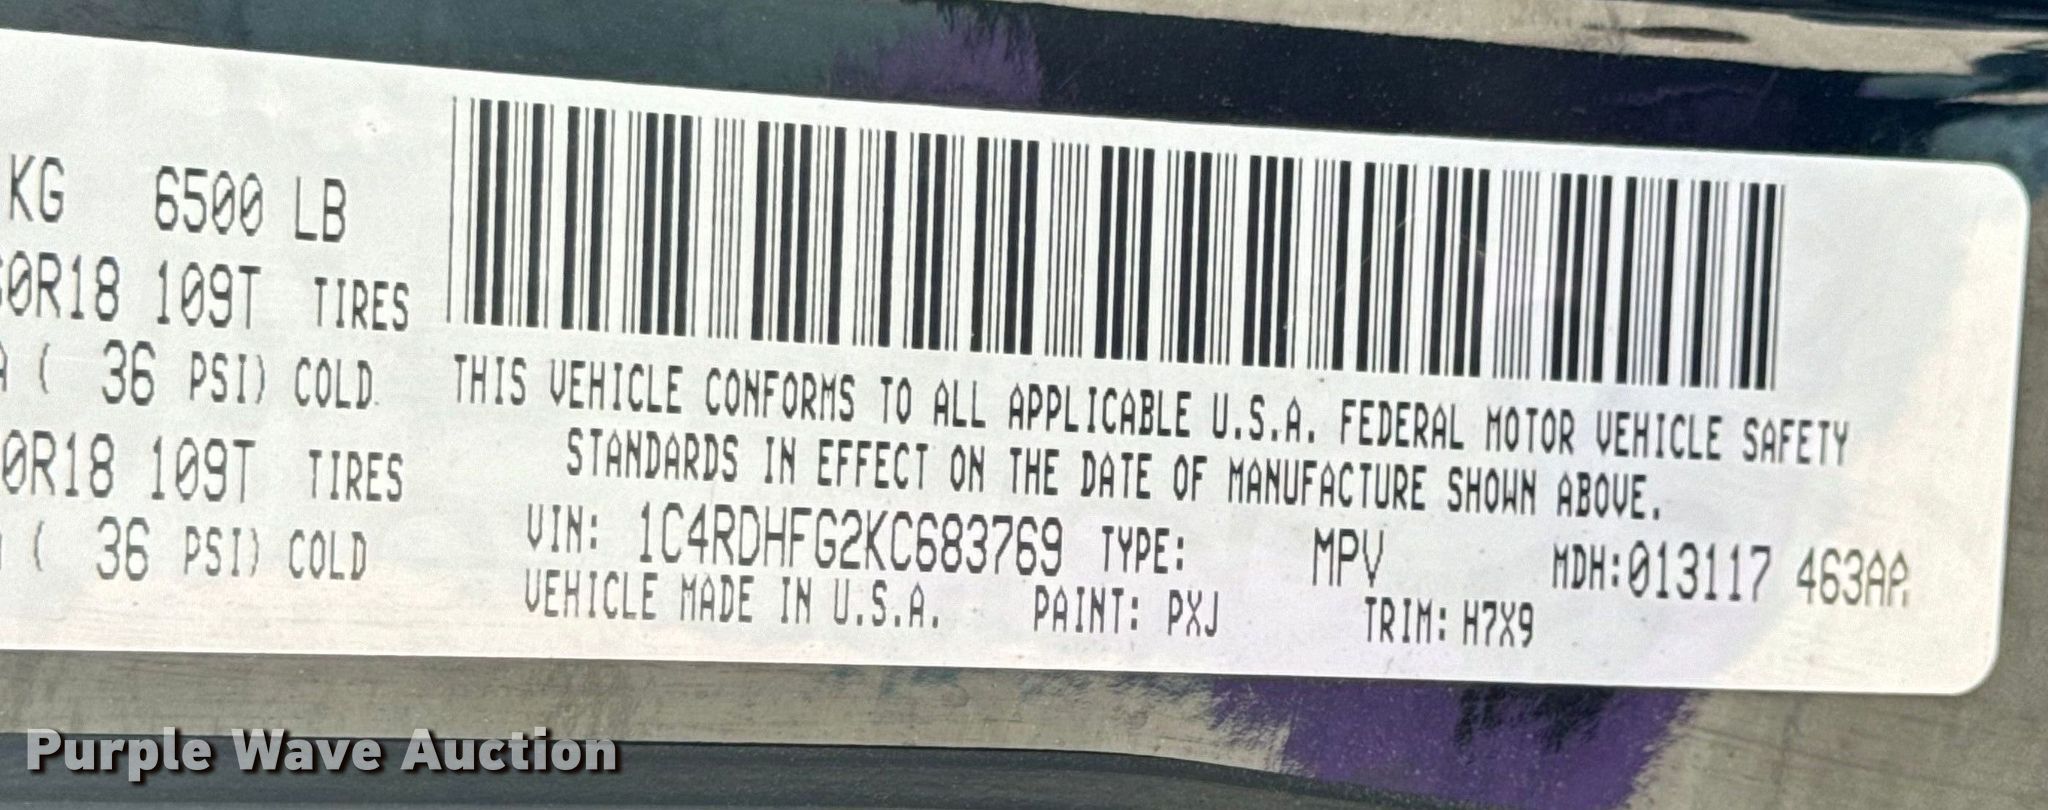 KG 6500 LB
0R18 109T TIRES
( 36 PSI) COLD
0R18 109T TIRES
( 36 PSI) COLD
THIS VEHICLE CONFORMS TO ALL APPLICABLE U.S.A. FEDERAL MOTOR VEHICLE SAFETY
STANDARDS IN EFFECT ON THE DATE OF MANUFACTURE SHOWN ABOVE.
VIN: 1C4RDHFG2KC683769 TYPE: MPV MDH:013117 463AA
VEHICLE MADE IN U.S.A. PAINT: PXJ TRIM: H7X9
Purple Wave Auction